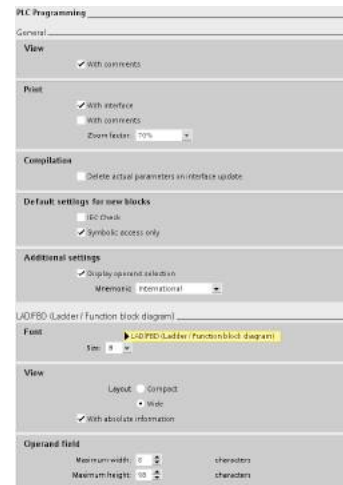 PLC Programming
General
View
With comments
Print
With interface
With comments
Zoom factor: 70%
Compilation
Delete actual parameters on interface update
Default settings for new blocks
IEC Check
Symbolic access only
Additional settings
Display operand selection
Mnemonic International
LAD/FBD (Ladder / Function block diagram)
Font
LAD/FBD (Ladder / Function block diagram)
Size: 8
View
Layout: Compact
Wide
With absolute information
Operand field
Maximum width: 8 characters
Maximum height: characters